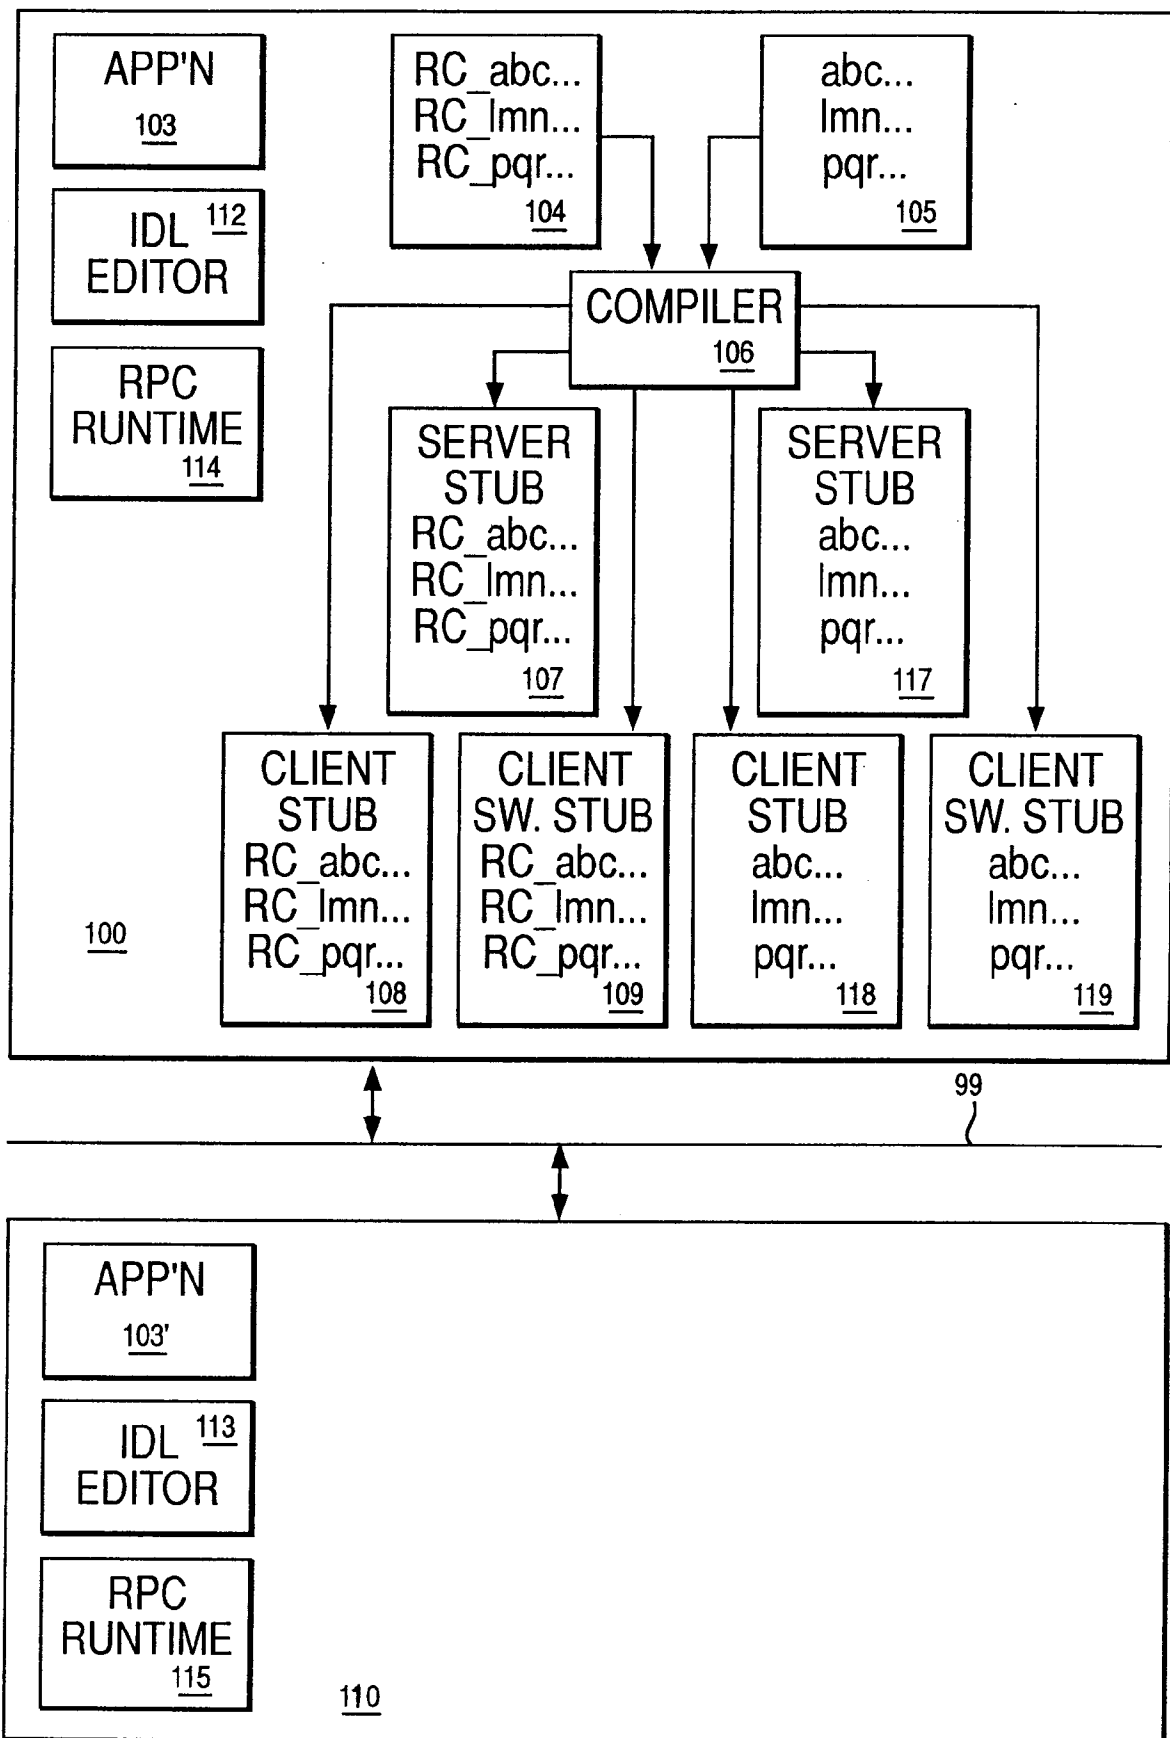 APP'N
103
IDL
112
EDITOR
RPC
RUNTIME
114
RC_abc...
RC_lmn...
RC_pqr...
104
abc...
lmn...
pqr...
105
COMPILER
106
SERVER
STUB
RC_abc...
RC_lmn...
RC_pqr...
107
SERVER
STUB
abc...
lmn...
pqr...
117
CLIENT
STUB
RC_abc...
RC_lmn...
RC_pqr...
108
CLIENT
SW. STUB
RC_abc...
RC_lmn...
RC_pqr...
109
CLIENT
STUB
abc...
lmn...
pqr...
118
CLIENT
SW. STUB
abc...
lmn...
pqr...
119
100
99
APP'N
103'
IDL
113
EDITOR
RPC
RUNTIME
115
110